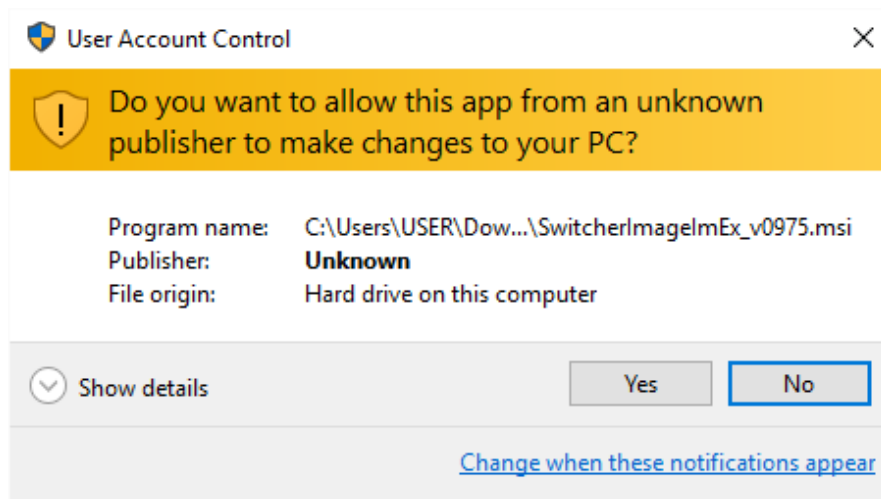 User Account Control
Do you want to allow this app from an unknown
publisher to make changes to your PC?
Program name: C:\Users\USER\Dow...\SwitcherImageImEx_v0975.msi
Publisher: Unknown
File origin: Hard drive on this computer
Show details
Yes No
Change when these notifications appear